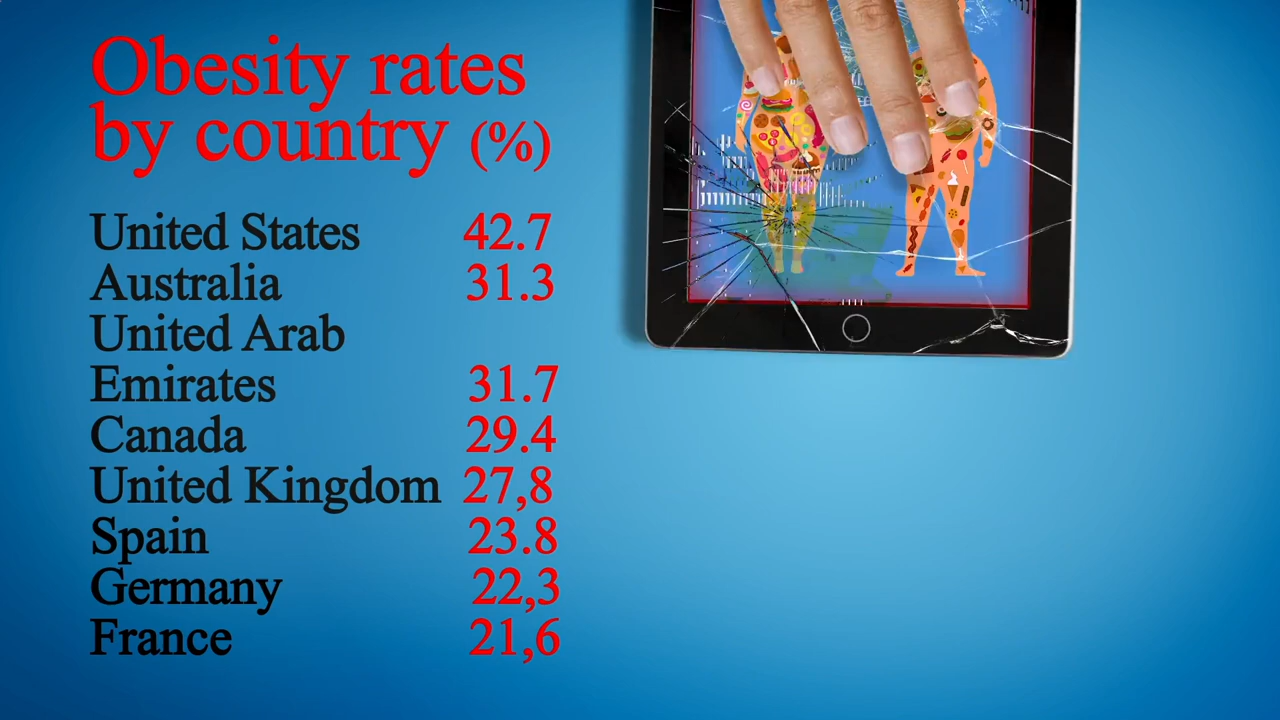 Obesity rates
by country (%)
United States 42.7
Australia 31.3
United Arab
Emirates 31.7
Canada 29.4
United Kingdom 27,8
Spain 23.8
Germany 22,3
France 21,6